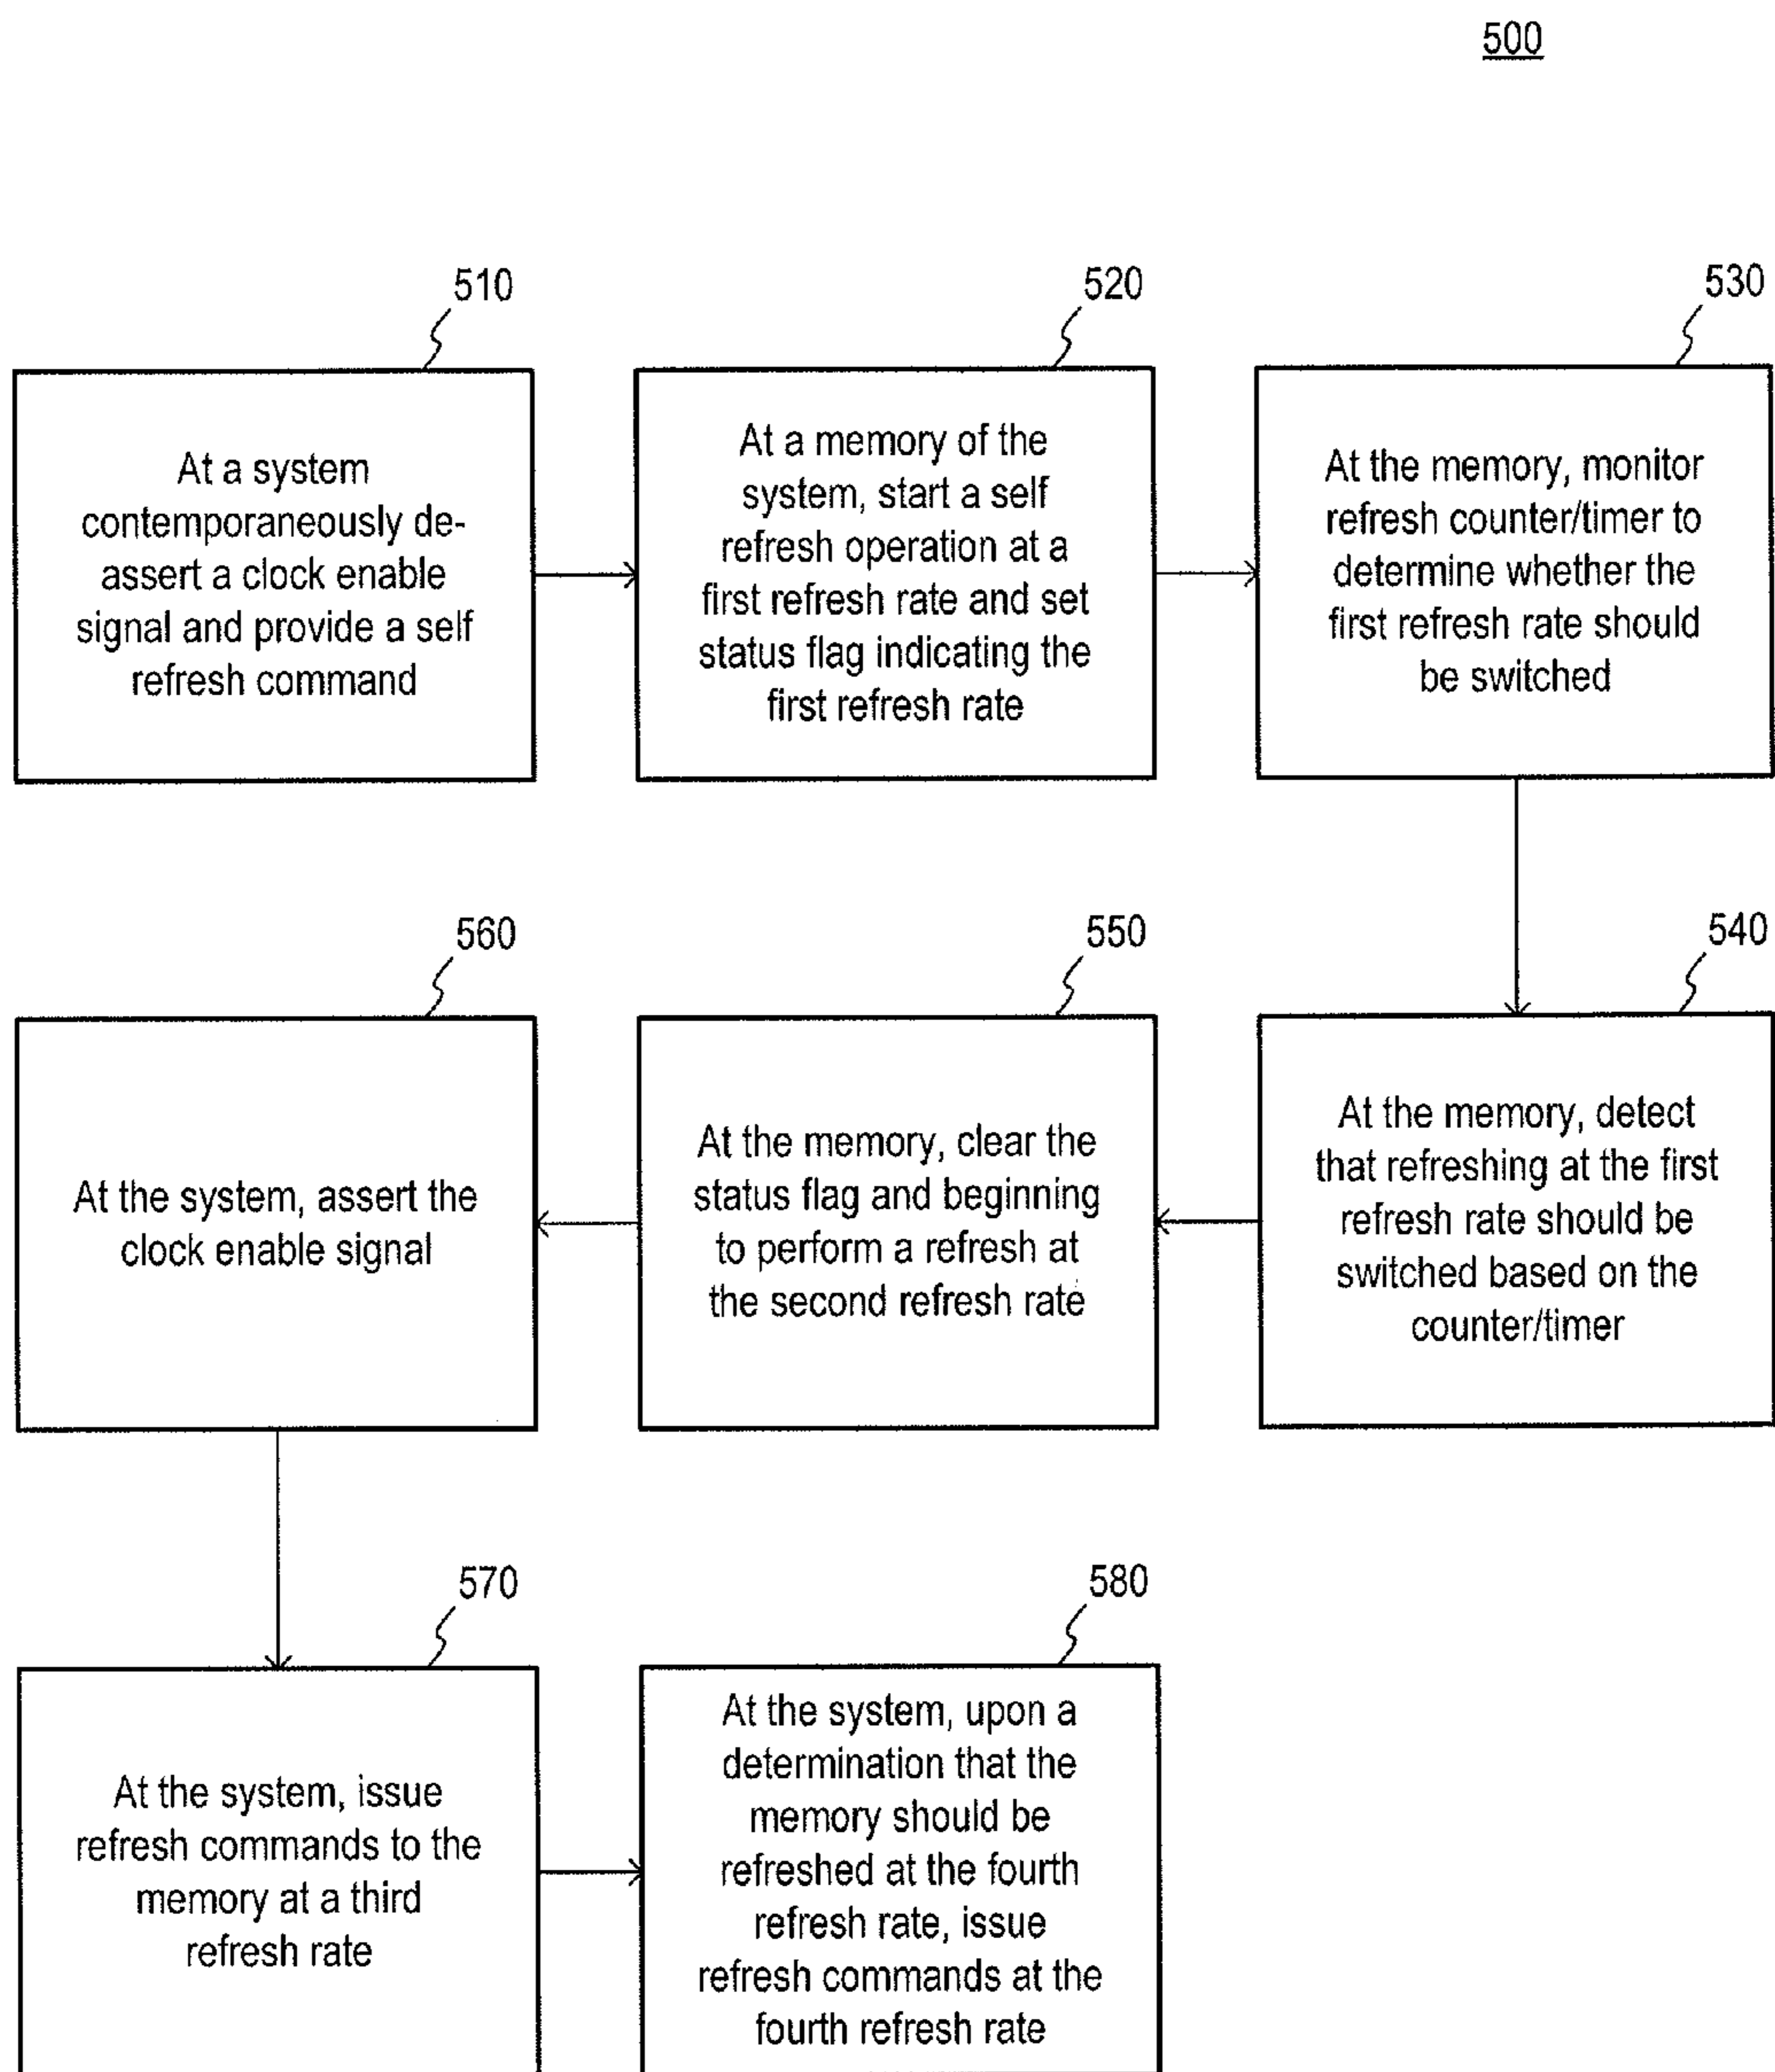 500
510
At a system
contemporaneously de-
assert a clock enable
signal and provide a self
refresh command
520
At a memory of the
system, start a self
refresh operation at a
first refresh rate and set
status flag indicating the
first refresh rate
530
At the memory, monitor
refresh counter/timer to
determine whether the
first refresh rate should
be switched
540
At the memory, detect
that refreshing at the first
refresh rate should be
switched based on the
counter/timer
550
At the memory, clear the
status flag and beginning
to perform a refresh at
the second refresh rate
560
At the system, assert the
clock enable signal
570
At the system, issue
refresh commands to the
memory at a third
refresh rate
580
At the system, upon a
determination that the
memory should be
refreshed at the fourth
refresh rate, issue
refresh commands at the
fourth refresh rate